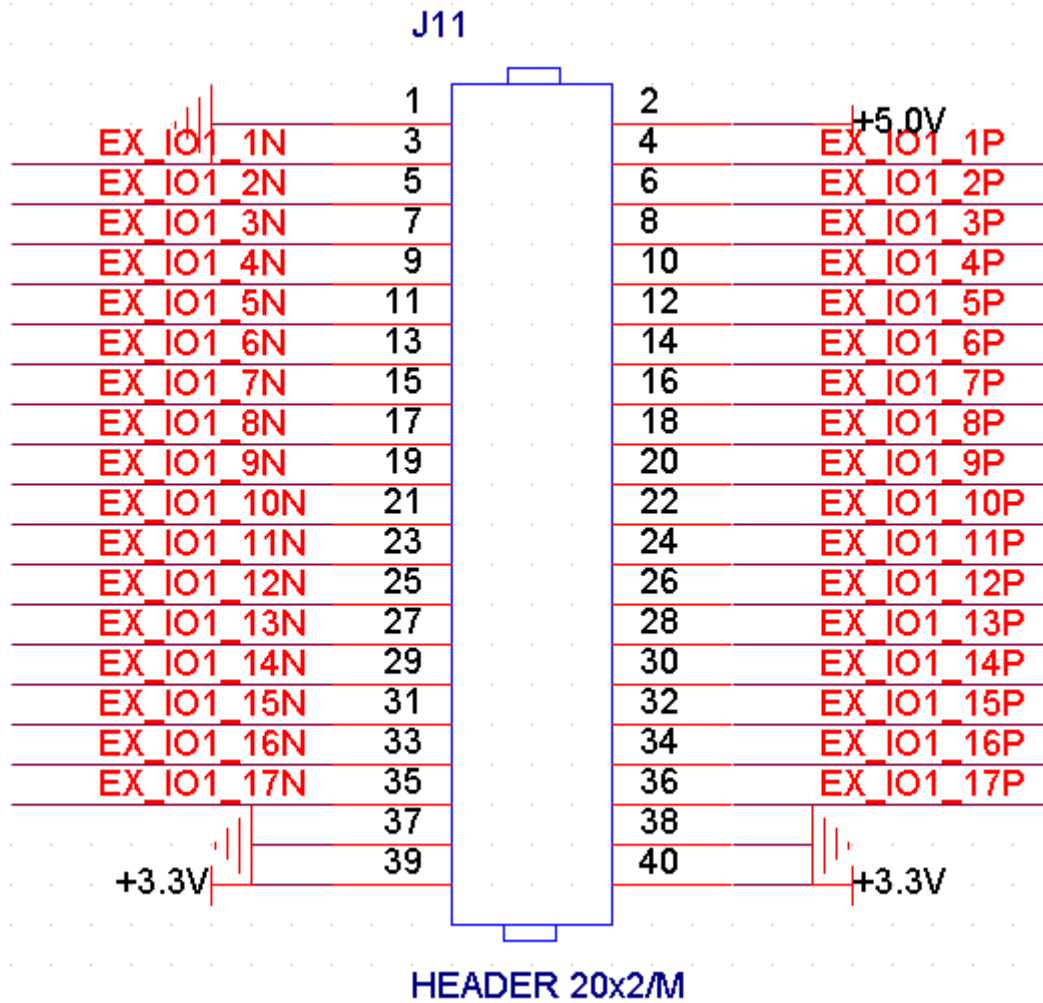 J11
1 2
+5.0V
EX_IO1_1N 3 4 EX_IO1_1P
EX_IO1_2N 5 6 EX_IO1_2P
EX_IO1_3N 7 8 EX_IO1_3P
EX_IO1_4N 9 10 EX_IO1_4P
EX_IO1_5N 11 12 EX_IO1_5P
EX_IO1_6N 13 14 EX_IO1_6P
EX_IO1_7N 15 16 EX_IO1_7P
EX_IO1_8N 17 18 EX_IO1_8P
EX_IO1_9N 19 20 EX_IO1_9P
EX_IO1_10N 21 22 EX_IO1_10P
EX_IO1_11N 23 24 EX_IO1_11P
EX_IO1_12N 25 26 EX_IO1_12P
EX_IO1_13N 27 28 EX_IO1_13P
EX_IO1_14N 29 30 EX_IO1_14P
EX_IO1_15N 31 32 EX_IO1_15P
EX_IO1_16N 33 34 EX_IO1_16P
EX_IO1_17N 35 36 EX_IO1_17P
37 38
+3.3V 39 40 +3.3V
HEADER 20x2/M